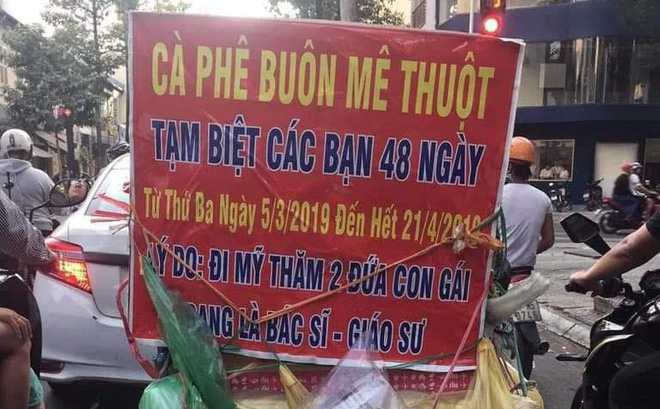 CÀ PHÊ BUÔN MÊ THUỘT
TẠM BIỆT CÁC BẠN 48 NGÀY
Từ Thứ Ba Ngày 5/3/2019 Đến Hết 21/4/2019
LÝ DO: ĐI MỸ THĂM 2 ĐỨA CON GÁI
ĐANG LÀ BÁC SĨ - GIÁO SƯ